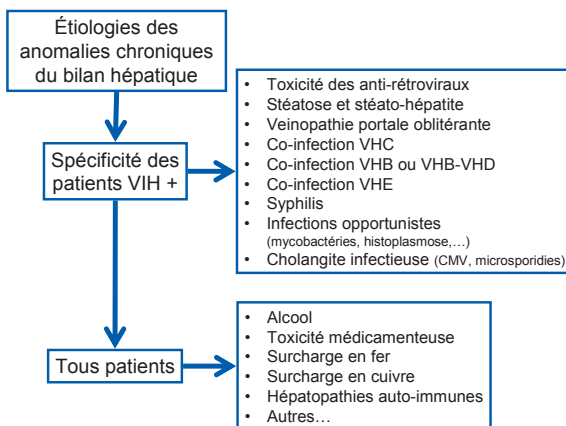 Étiologies des
anomalies chroniques
du bilan hépatique
Spécificité des
patients VIH +
• Toxicité des anti-rétroviraux
• Stéatose et stéato-hépatite
• Veinopathie portale oblitérante
• Co-infection VHC
• Co-infection VHB ou VHB-VHD
• Co-infection VHE
• Syphilis
• Infections opportunistes
(mycobactéries, histoplasmose,…)
• Cholangite infectieuse (CMV, microsporidies)
Tous patients
• Alcool
• Toxicité médicamenteuse
• Surcharge en fer
• Surcharge en cuivre
• Hépatopathies auto-immunes
• Autres…